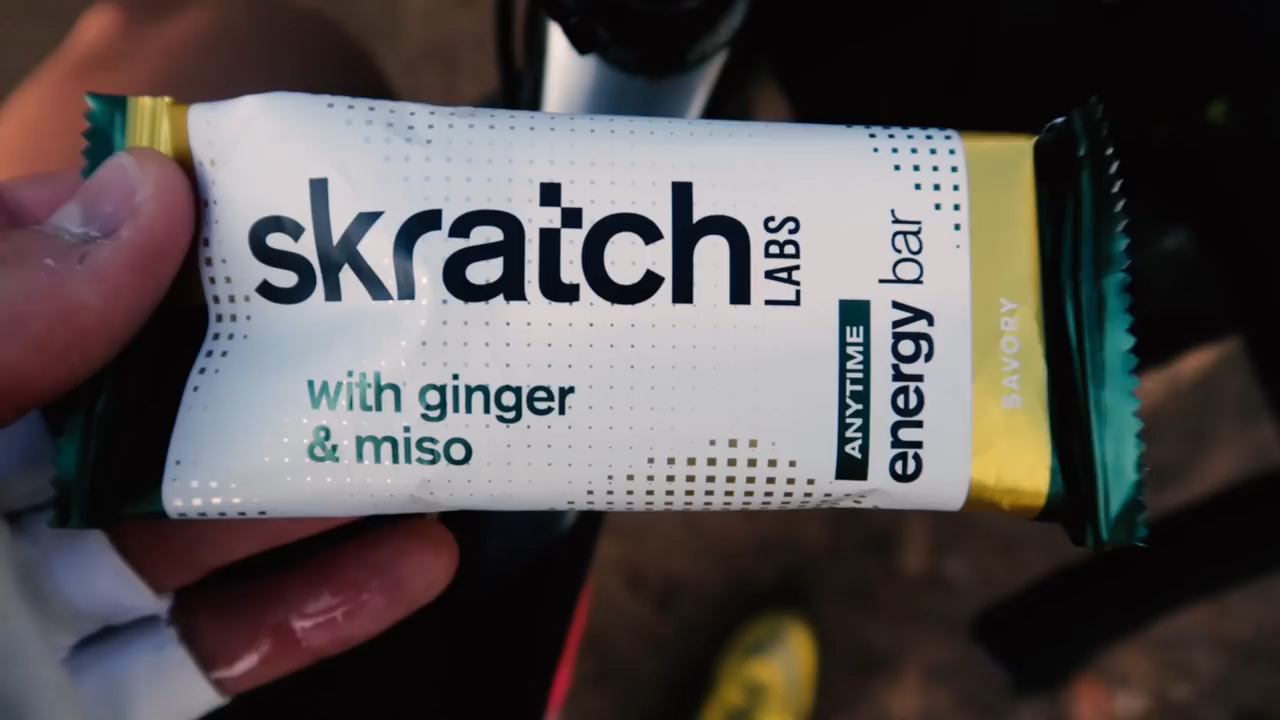 skratch
LABS
with ginger
& miso
ANYTIME
energy bar
SAVORY